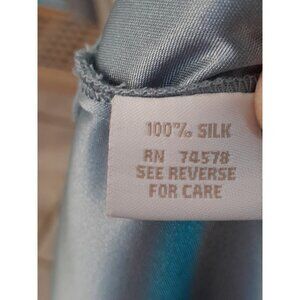 100% SILK
RN 74578
SEE REVERSE
FOR CARE